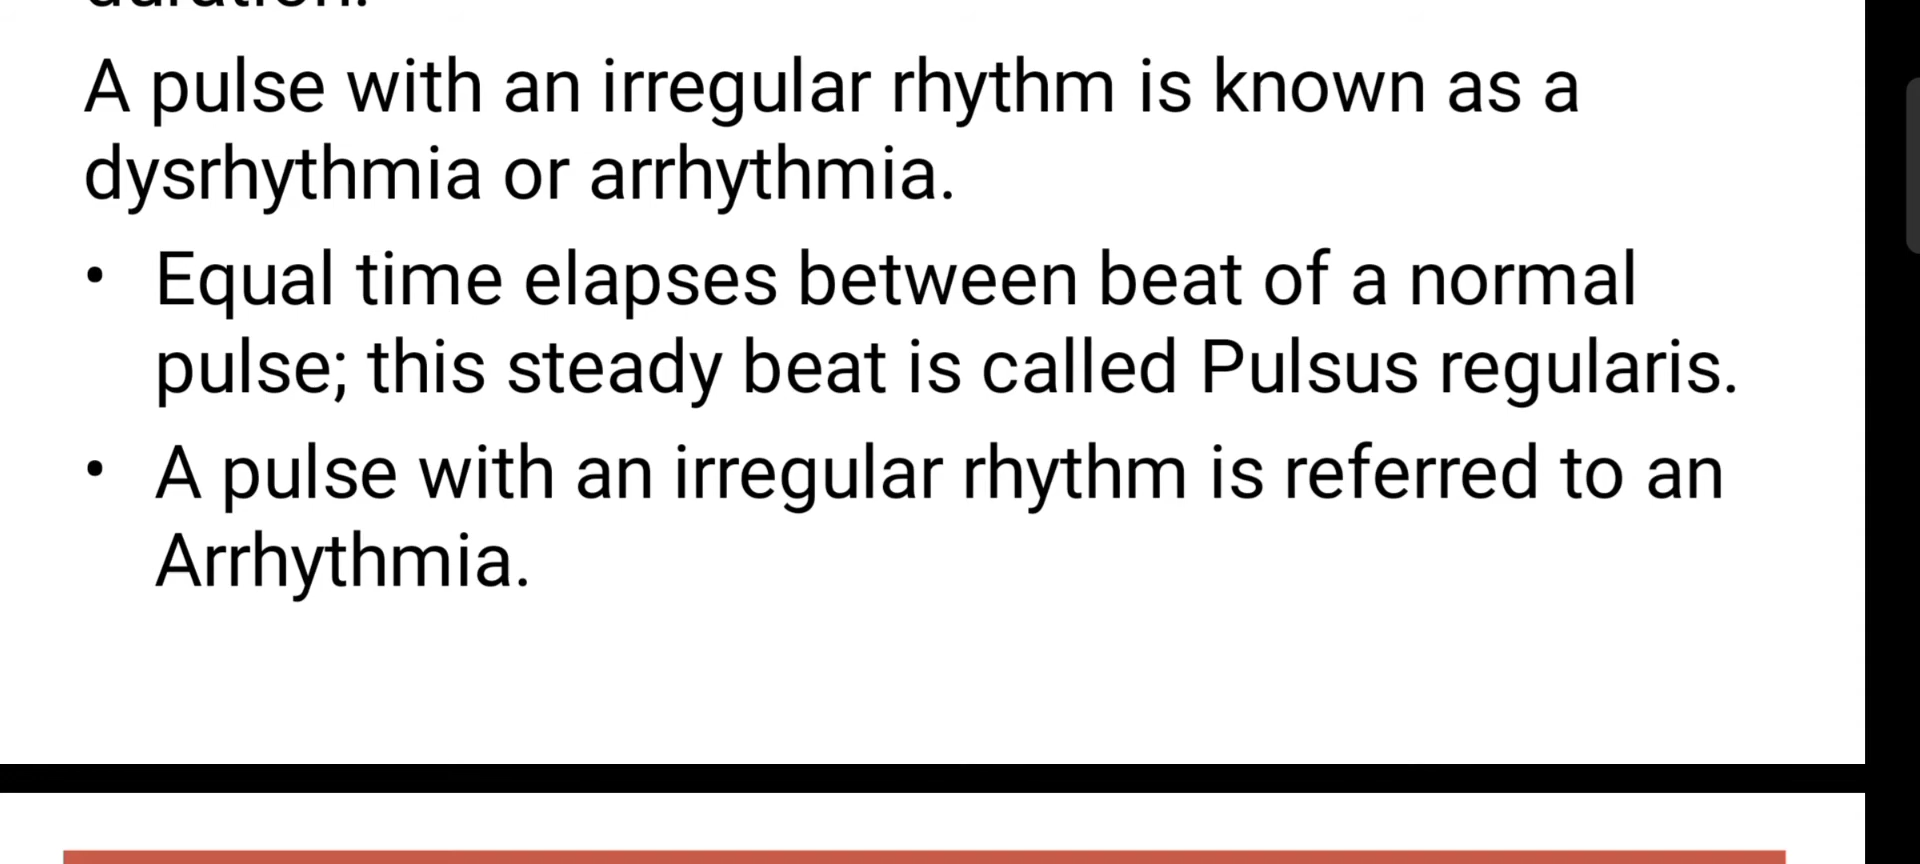 duration.
A pulse with an irregular rhythm is known as a
dysrhythmia or arrhythmia.
• Equal time elapses between beat of a normal
pulse; this steady beat is called Pulsus regularis.
• A pulse with an irregular rhythm is referred to an
Arrhythmia.